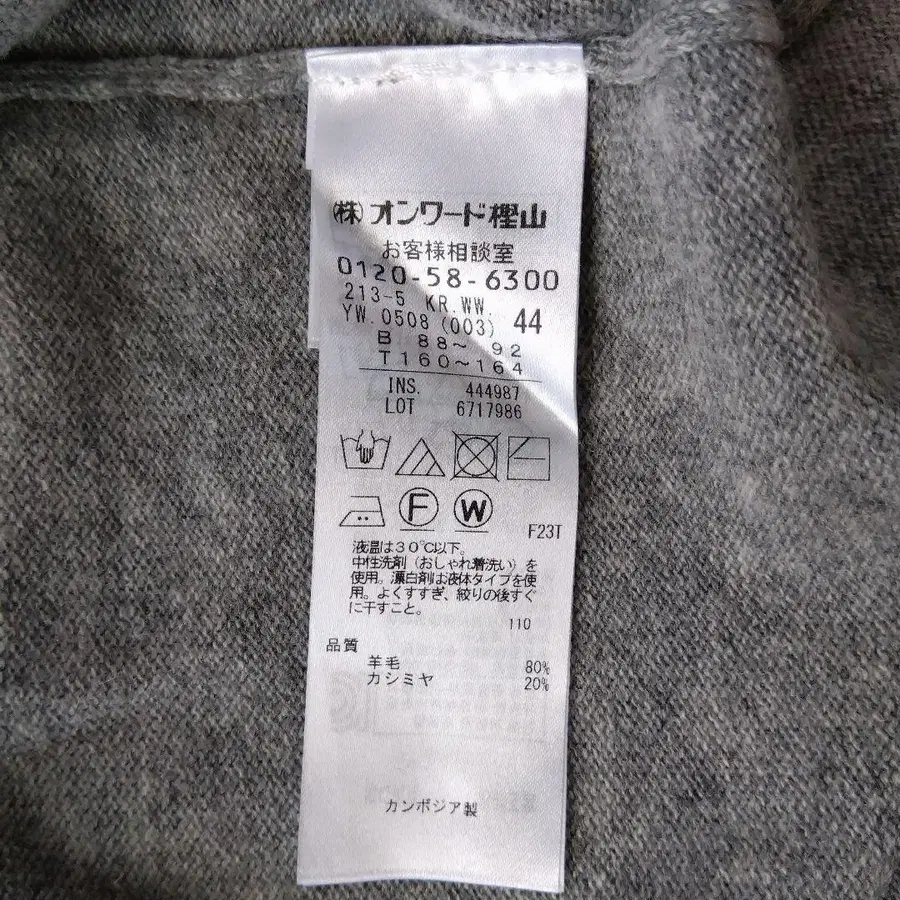 (株)オンワード樫山
お客様相談室
0120-58-6300
213-5 KR.WW.
YW.0508 (003) 44
B 88～ 92
T160～164
INS. 444987
LOT 6717986
F W
F23T
液温は30℃以下。
中性洗剤（おしゃれ着洗い）を
使用。漂白剤は液体タイプを使
用。よくすすぎ、絞りの後すぐ
に干すこと。
110
品質
羊毛 80%
カシミヤ 20%
カンボジア製